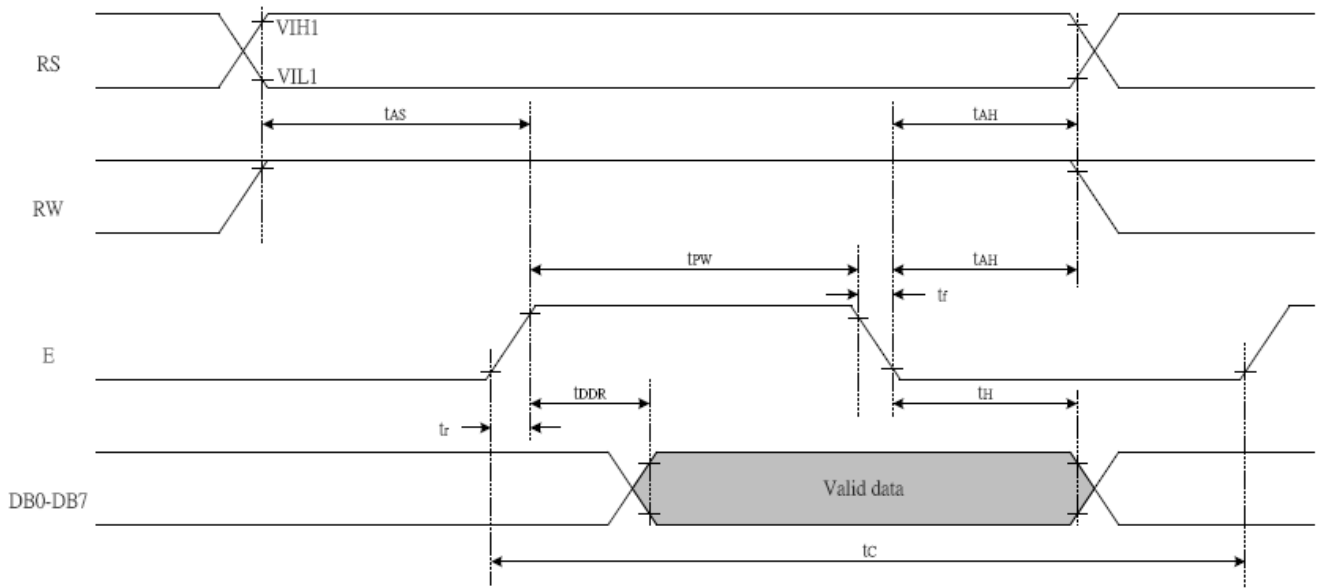 VIH1
RS
VIL1
tAS tAH
RW
tPW tAH
tf
E
tDDR tH
tr
Valid data
DB0-DB7
tC